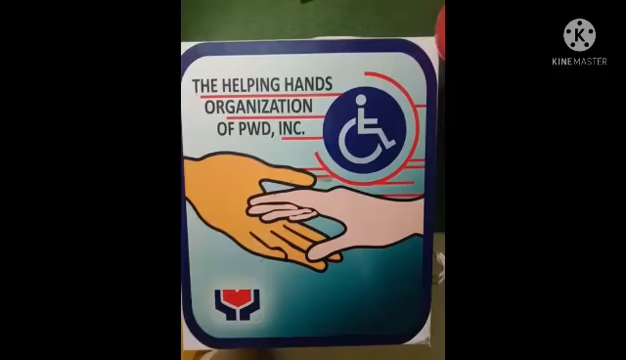 THE HELPING HANDS
ORGANIZATION
OF PWD, INC.
K
KINEMASTER